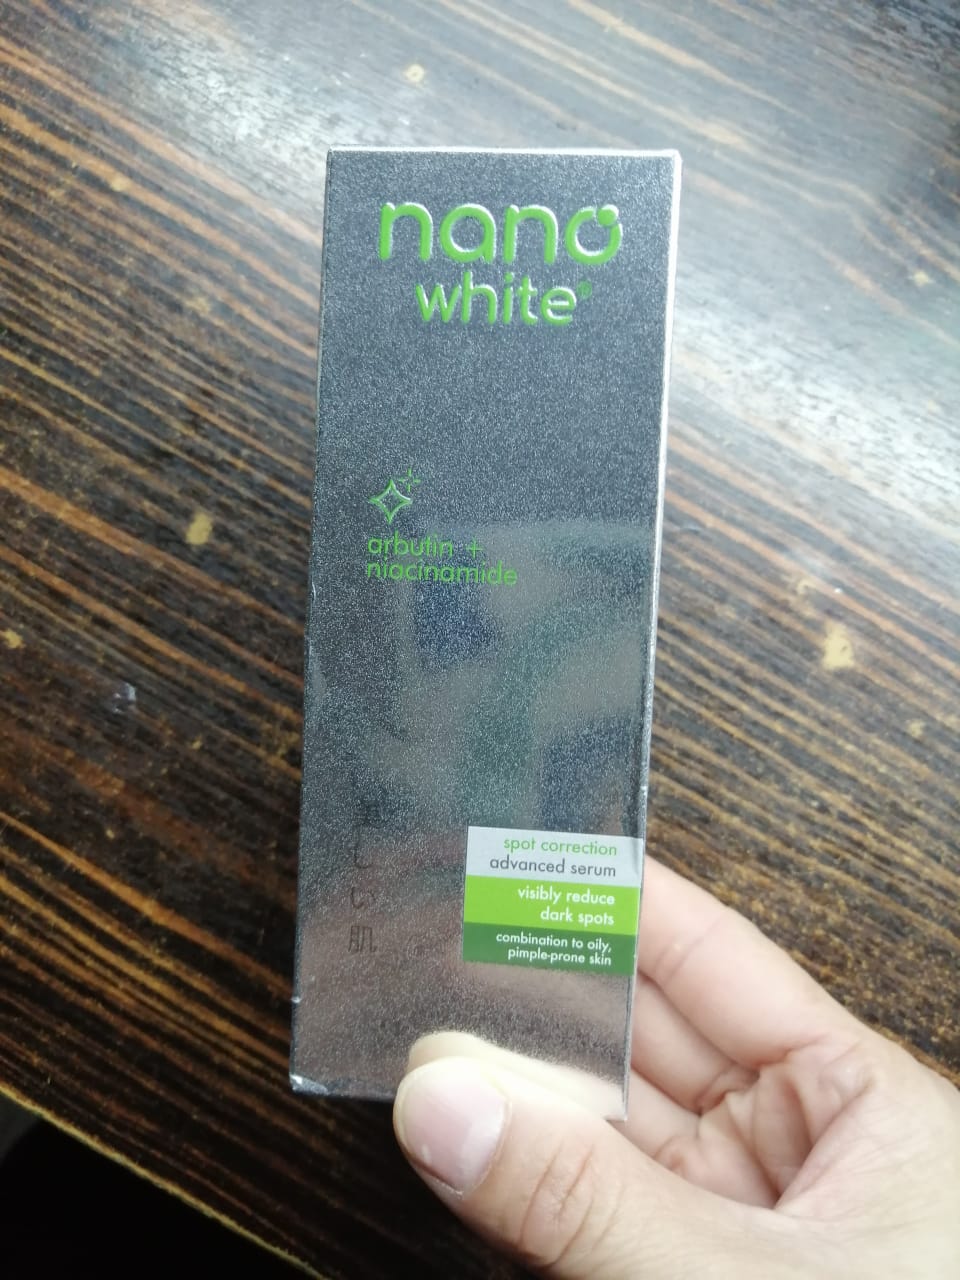 nano
white®
arbutin +
niacinamide
spot correction
advanced serum
visibly reduce
dark spots
combination to oily,
pimple-prone skin